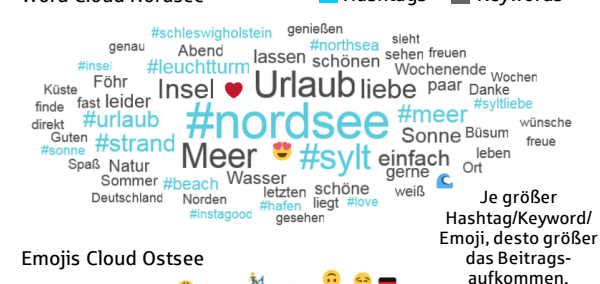 Word Cloud Nordsee
Hashtags Keywords
#schleswigholstein genießen
genau Abend #northsea sieht
lassen schönen sehen freuen
#insel #leuchtturm Wochenende
Föhr Insel Urlaub liebe paar Wochen
Küste Danke
finde fast leider #syltliebe
direkt #urlaub #nordsee #meer wünsche
Guten #strand Sonne Büsum freue
#sonne Meer #sylt einfach leben
Spaß Natur gerne Ort
Sommer #beach Wasser
Deutschland Norden letzten schöne weiß
#hafen liegt #love
#instagood gesehen
Je größer
Hashtag/Keyword/
Emoji, desto größer
das Beitrags-
aufkommen.
Emojis Cloud Ostsee